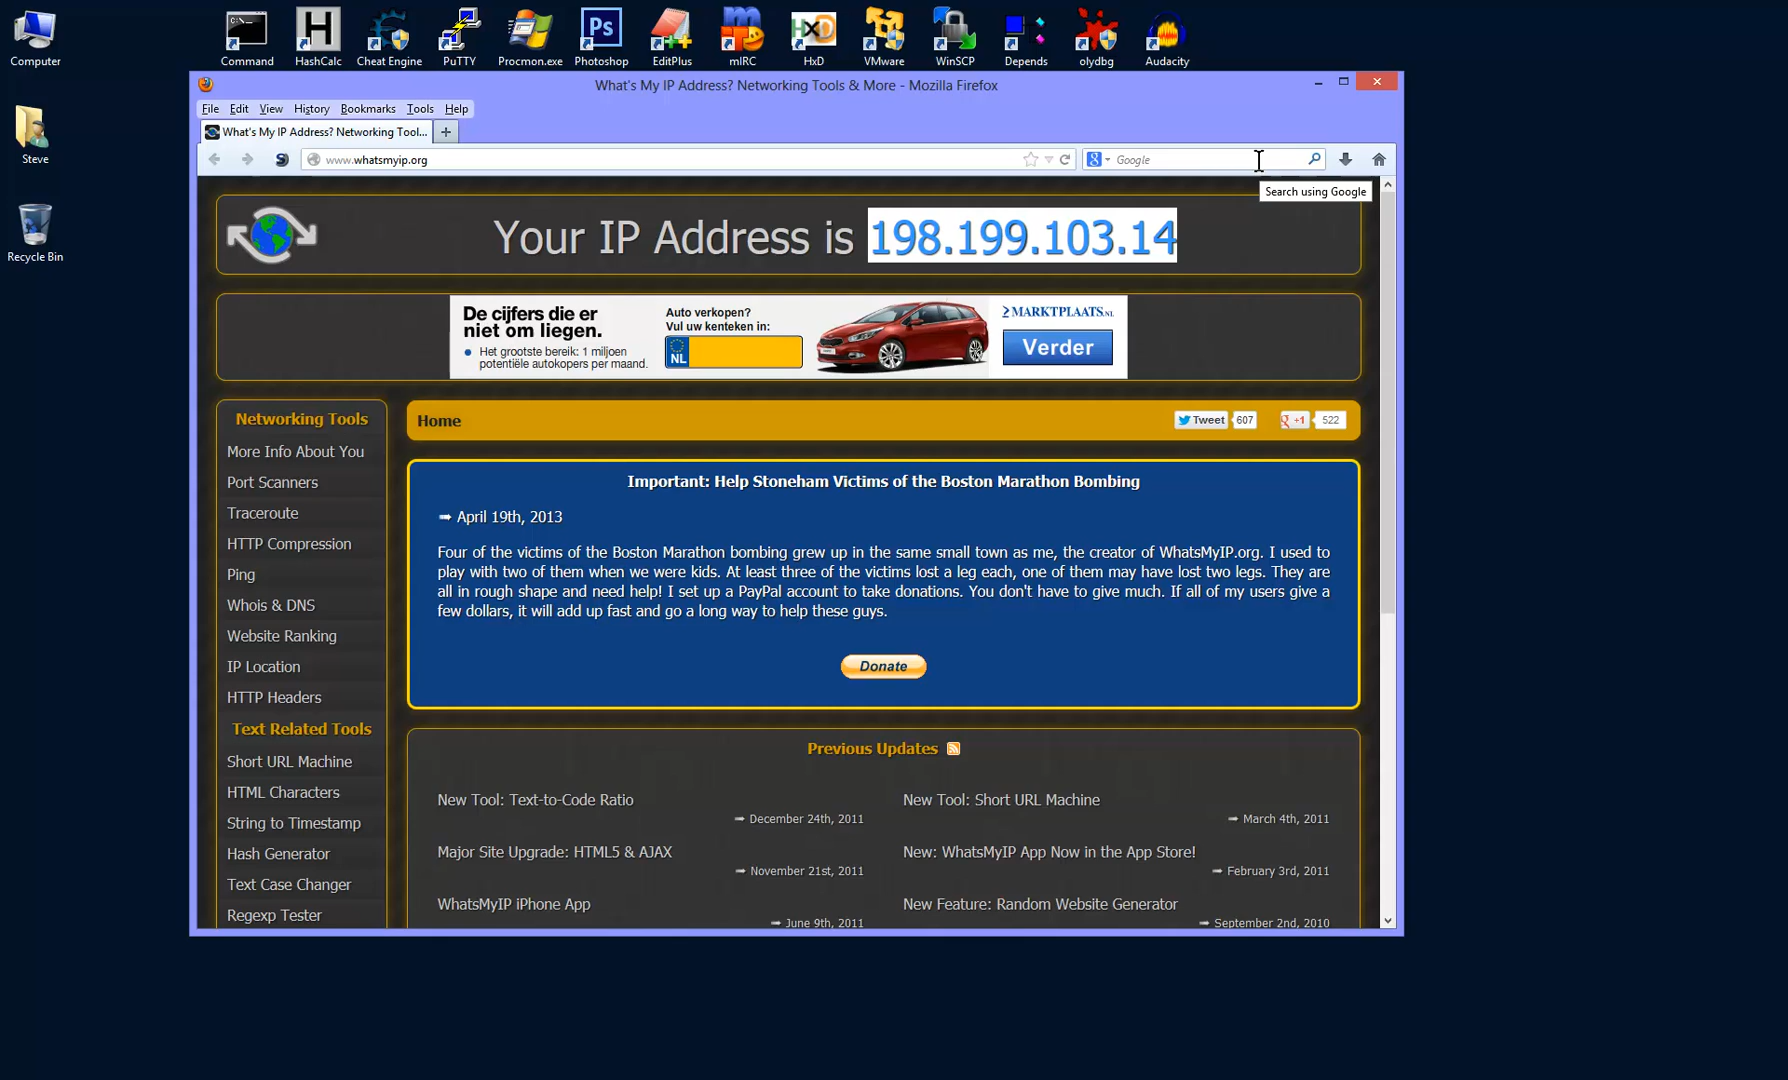 Command
HashCalc
Cheat Engine
PuTTY
Procmon.exe
Photoshop
EditPlus
mIRC
HxD
VMware
WinSCP
Depends
olydbg
Audacity
Computer
Steve
Recycle Bin
C:\_
H
Ps
HXD
What's My IP Address? Networking Tools & More - Mozilla Firefox
File Edit View History Bookmarks Tools Help
What's My IP Address? Networking Tool...
www.whatsmyip.org
Google
Search using Google
Your IP Address is 198.199.103.14
De cijfers die er
niet om liegen.
Het grootste bereik: 1 miljoen
potentiële autokopers per maand.
Auto verkopen?
Vul uw kenteken in:
NL
MARKTPLAATS.NL
Verder
Networking Tools
More Info About You
Port Scanners
Traceroute
HTTP Compression
Ping
Whois & DNS
Website Ranking
IP Location
HTTP Headers
Text Related Tools
Short URL Machine
HTML Characters
String to Timestamp
Hash Generator
Text Case Changer
Regexp Tester
Home
Tweet 607
g +1 522
Important: Help Stoneham Victims of the Boston Marathon Bombing
➠ April 19th, 2013
Four of the victims of the Boston Marathon bombing grew up in the same small town as me, the creator of WhatsMyIP.org. I used to
play with two of them when we were kids. At least three of the victims lost a leg each, one of them may have lost two legs. They are
all in rough shape and need help! I set up a PayPal account to take donations. You don't have to give much. If all of my users give a
few dollars, it will add up fast and go a long way to help these guys.
Donate
Previous Updates
New Tool: Text-to-Code Ratio
➠ December 24th, 2011
New Tool: Short URL Machine
➠ March 4th, 2011
Major Site Upgrade: HTML5 & AJAX
➠ November 21st, 2011
New: WhatsMyIP App Now in the App Store!
➠ February 3rd, 2011
WhatsMyIP iPhone App
➠ June 9th, 2011
New Feature: Random Website Generator
➠ September 2nd, 2010